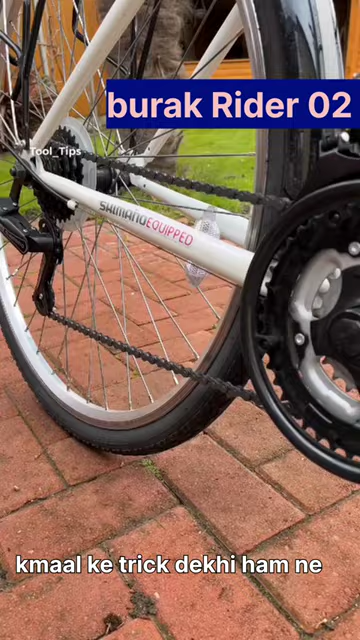 burak Rider 02
Tool_Tips
SHIMANO EQUIPPED
kmaal ke trick dekhi ham ne